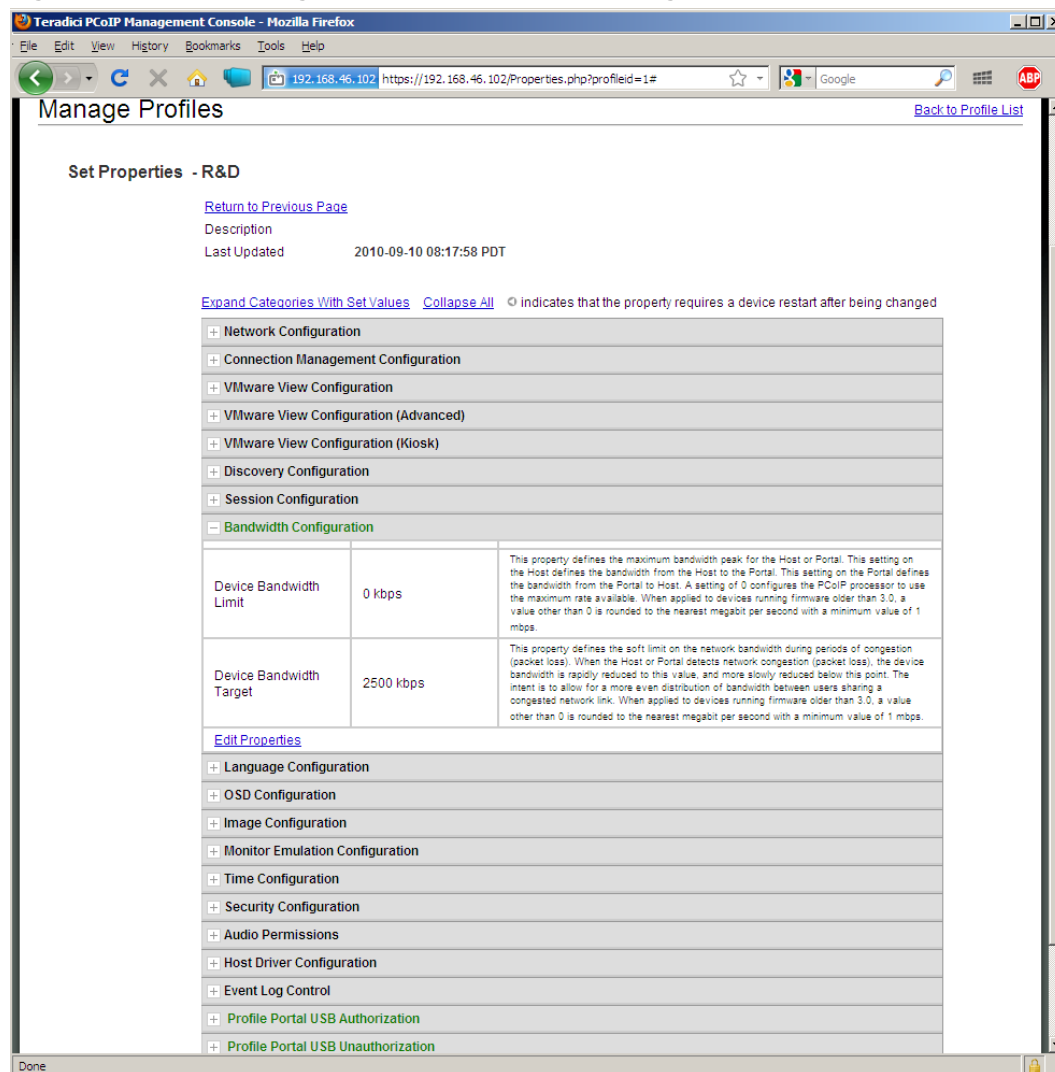 Teradici PCoIP Management Console - Mozilla Firefox
File Edit View History Bookmarks Tools Help
192.168.46.102 https://192.168.46.102/Properties.php?profileid=1# Google ABP
Manage Profiles
Back to Profile List
Set Properties - R&D
Return to Previous Page
Description
Last Updated 2010-09-10 08:17:58 PDT
Expand Categories With Set Values Collapse All indicates that the property requires a device restart after being changed
Network Configuration
Connection Management Configuration
VMware View Configuration
VMware View Configuration (Advanced)
VMware View Configuration (Kiosk)
Discovery Configuration
Session Configuration
Bandwidth Configuration
Device Bandwidth
Limit
0 kbps
This property defines the maximum bandwidth peak for the Host or Portal. This setting on
the Host defines the bandwidth from the Host to the Portal. This setting on the Portal defines
the bandwidth from the Portal to Host. A setting of 0 configures the PCoIP processor to use
the maximum rate available. When applied to devices running firmware older than 3.0, a
value other than 0 is rounded to the nearest megabit per second with a minimum value of 1
mbps.
Device Bandwidth
Target
2500 kbps
This property defines the soft limit on the network bandwidth during periods of congestion
(packet loss). When the Host or Portal detects network congestion (packet loss), the device
bandwidth is rapidly reduced to this value, and more slowly reduced below this point. The
intent is to allow for a more even distribution of bandwidth between users sharing a
congested network link. When applied to devices running firmware older than 3.0, a value
other than 0 is rounded to the nearest megabit per second with a minimum value of 1 mbps.
Edit Properties
Language Configuration
OSD Configuration
Image Configuration
Monitor Emulation Configuration
Time Configuration
Security Configuration
Audio Permissions
Host Driver Configuration
Event Log Control
Profile Portal USB Authorization
Profile Portal USB Unauthorization
Done